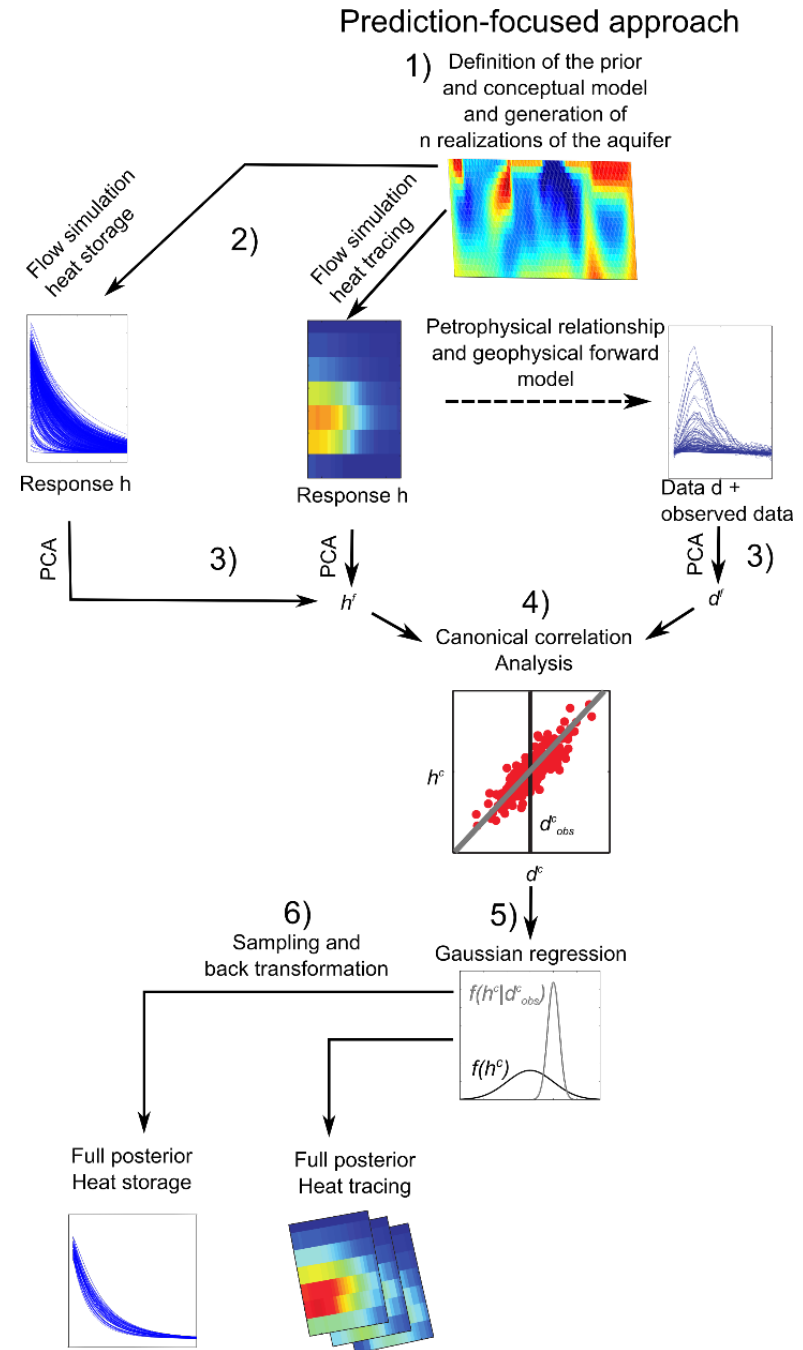 Prediction-focused approach
1)
Definition of the prior
and conceptual model
and generation of
n realizations of the aquifer
Flow simulation
heat storage
2)
Flow simulation
heat tracing
Petrophysical relationship
and geophysical forward
model
Response h
Response h
Data d +
observed data
PCA
3)
PCA
PCA
3)
h^f
d^f
4)
Canonical correlation
Analysis
h^c
d^c_obs
d^c
6)
Sampling and
back transformation
5)
Gaussian regression
f(h^c|d^c_obs)
f(h^c)
Full posterior
Heat storage
Full posterior
Heat tracing